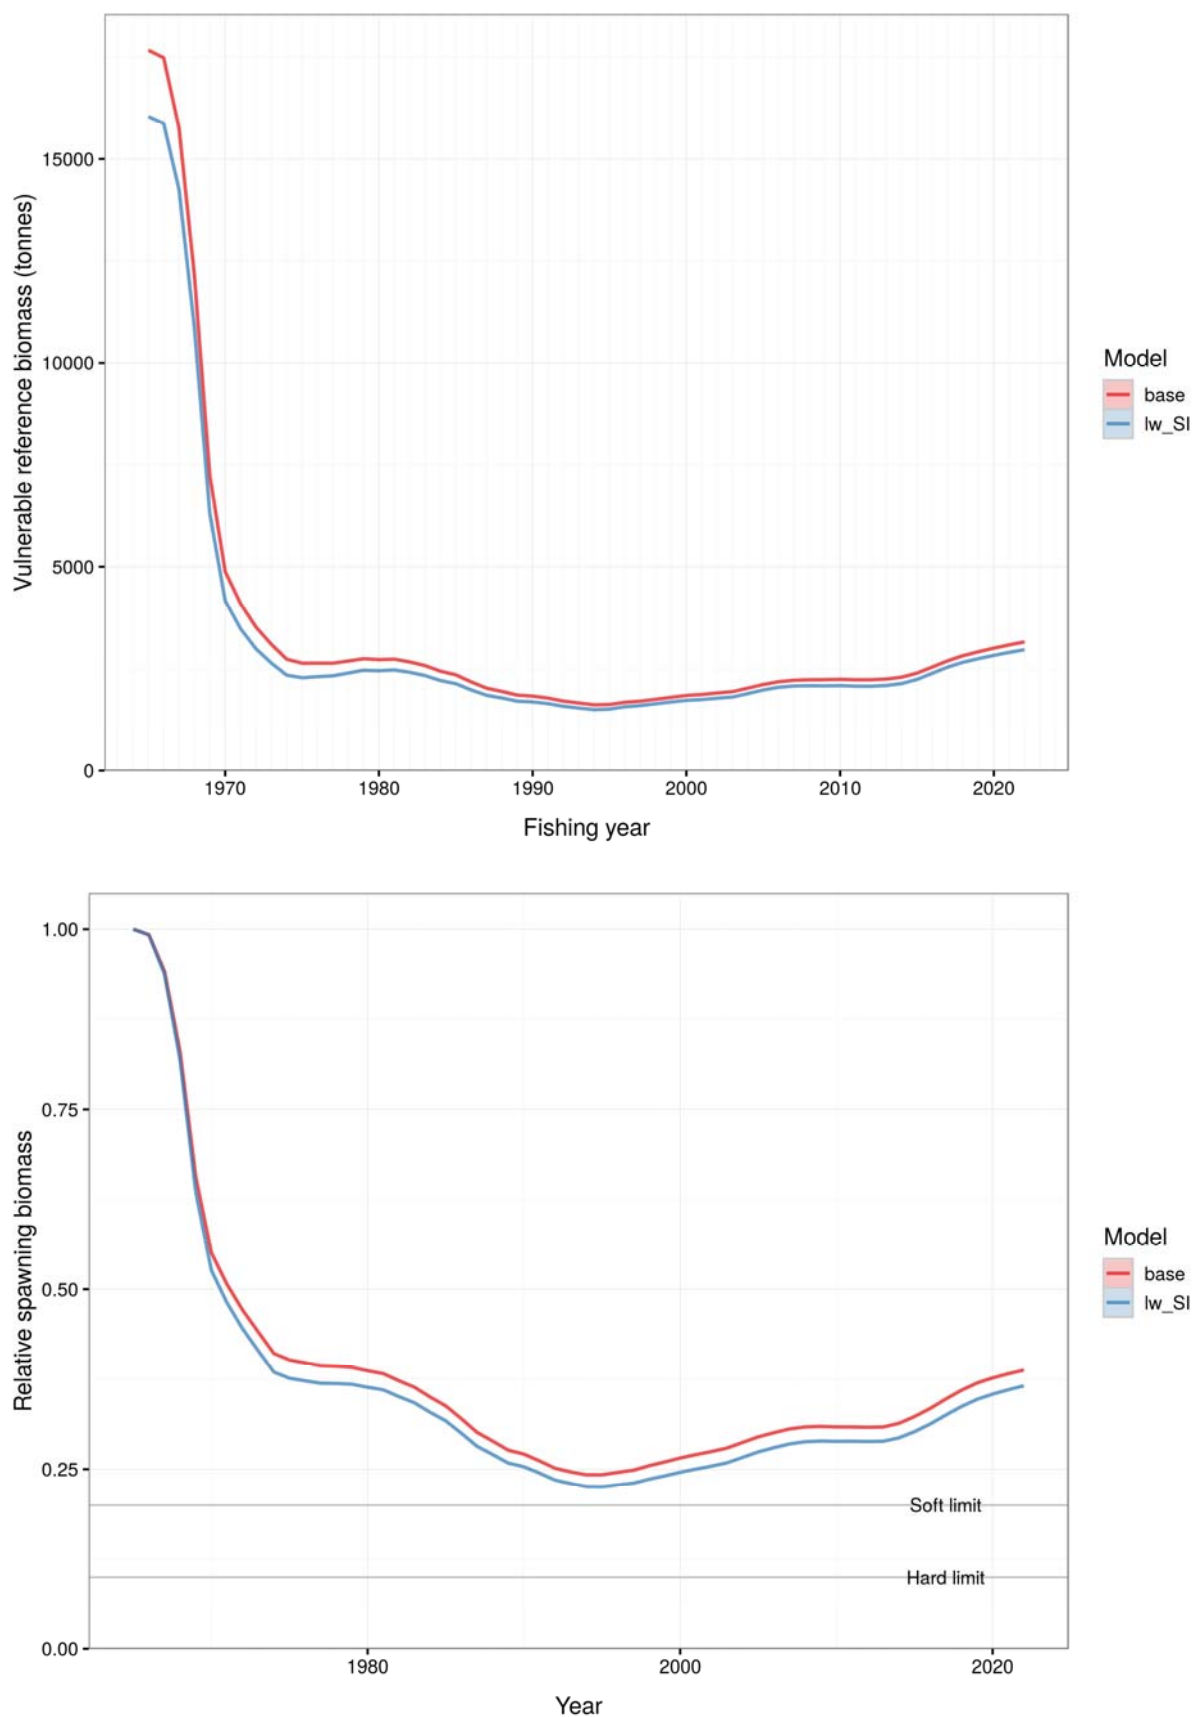 Vulnerable reference biomass (tonnes)
15000
10000
5000
0
1970 1980 1990 2000 2010 2020
Fishing year
Model
base
lw_SI
Relative spawning biomass
1.00
0.75
0.50
0.25
0.00
Soft limit
Hard limit
1980 2000 2020
Year
Model
base
lw_SI